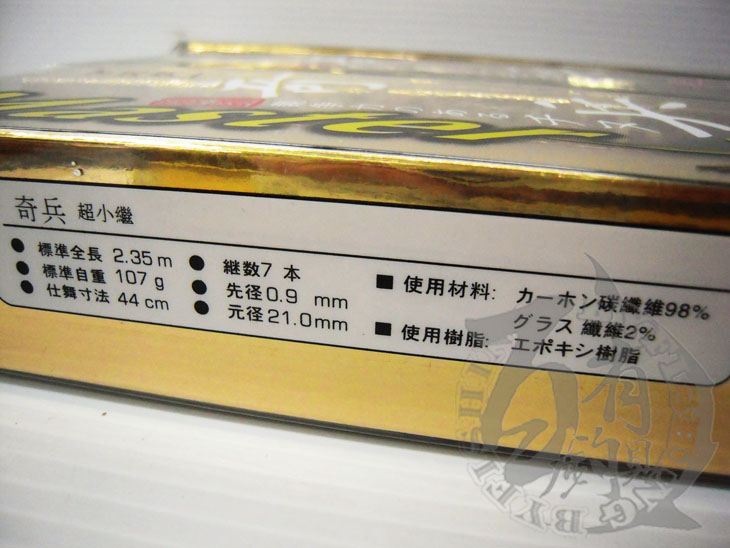 Master
奇兵 超小繼
● 標準全長 2.35 m
● 標準自重 107 g
● 仕舞寸法 44 cm
● 継数7 本
● 先径0.9 mm
● 元径21.0mm
■ 使用材料: カーホン碳纖維98%
グラス 纖維2%
■ 使用樹脂: エポキシ樹脂